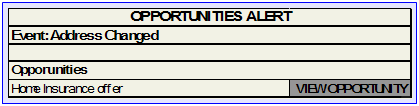 OPPORTUNITIES ALERT
Event: Address Changed
Opporunities
Home Insurance offer VIEW OPPORTUNITY